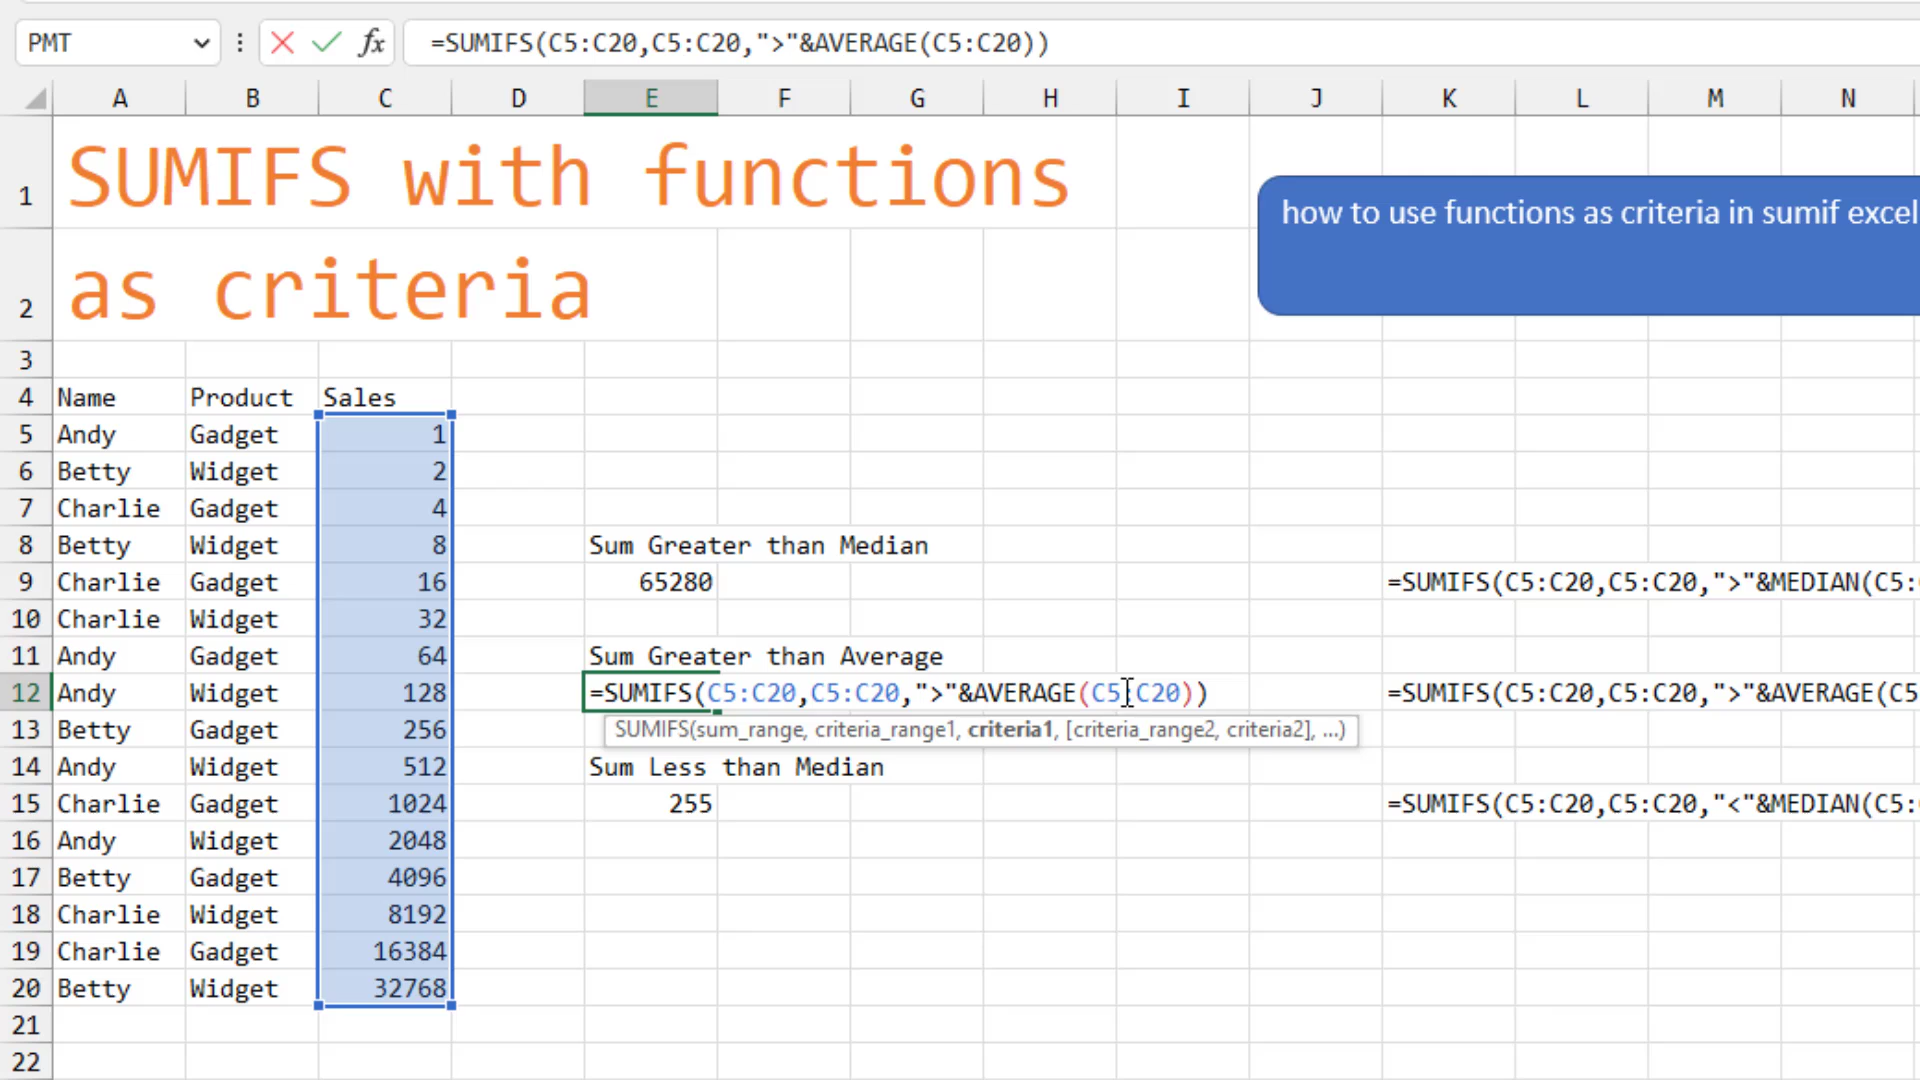 PMT =SUMIFS(C5:C20,C5:C20,">"&AVERAGE(C5:C20))
A B C D E F G H I J K L M N
1 SUMIFS with functions
how to use functions as criteria in sumif excel
2 as criteria
3
4 Name Product Sales
5 Andy Gadget 1
6 Betty Widget 2
7 Charlie Gadget 4
8 Betty Widget 8 Sum Greater than Median
9 Charlie Gadget 16 65280 =SUMIFS(C5:C20,C5:C20,">"&MEDIAN(C5:
10 Charlie Widget 32
11 Andy Gadget 64 Sum Greater than Average
12 Andy Widget 128 =SUMIFS(C5:C20,C5:C20,">"&AVERAGE(C5:C20)) =SUMIFS(C5:C20,C5:C20,">"&AVERAGE(C5
13 Betty Gadget 256 SUMIFS(sum_range, criteria_range1, criteria1, [criteria_range2, criteria2], ...)
14 Andy Widget 512 Sum Less than Median
15 Charlie Gadget 1024 255 =SUMIFS(C5:C20,C5:C20,"<"&MEDIAN(C5:
16 Andy Widget 2048
17 Betty Gadget 4096
18 Charlie Widget 8192
19 Charlie Gadget 16384
20 Betty Widget 32768
21
22